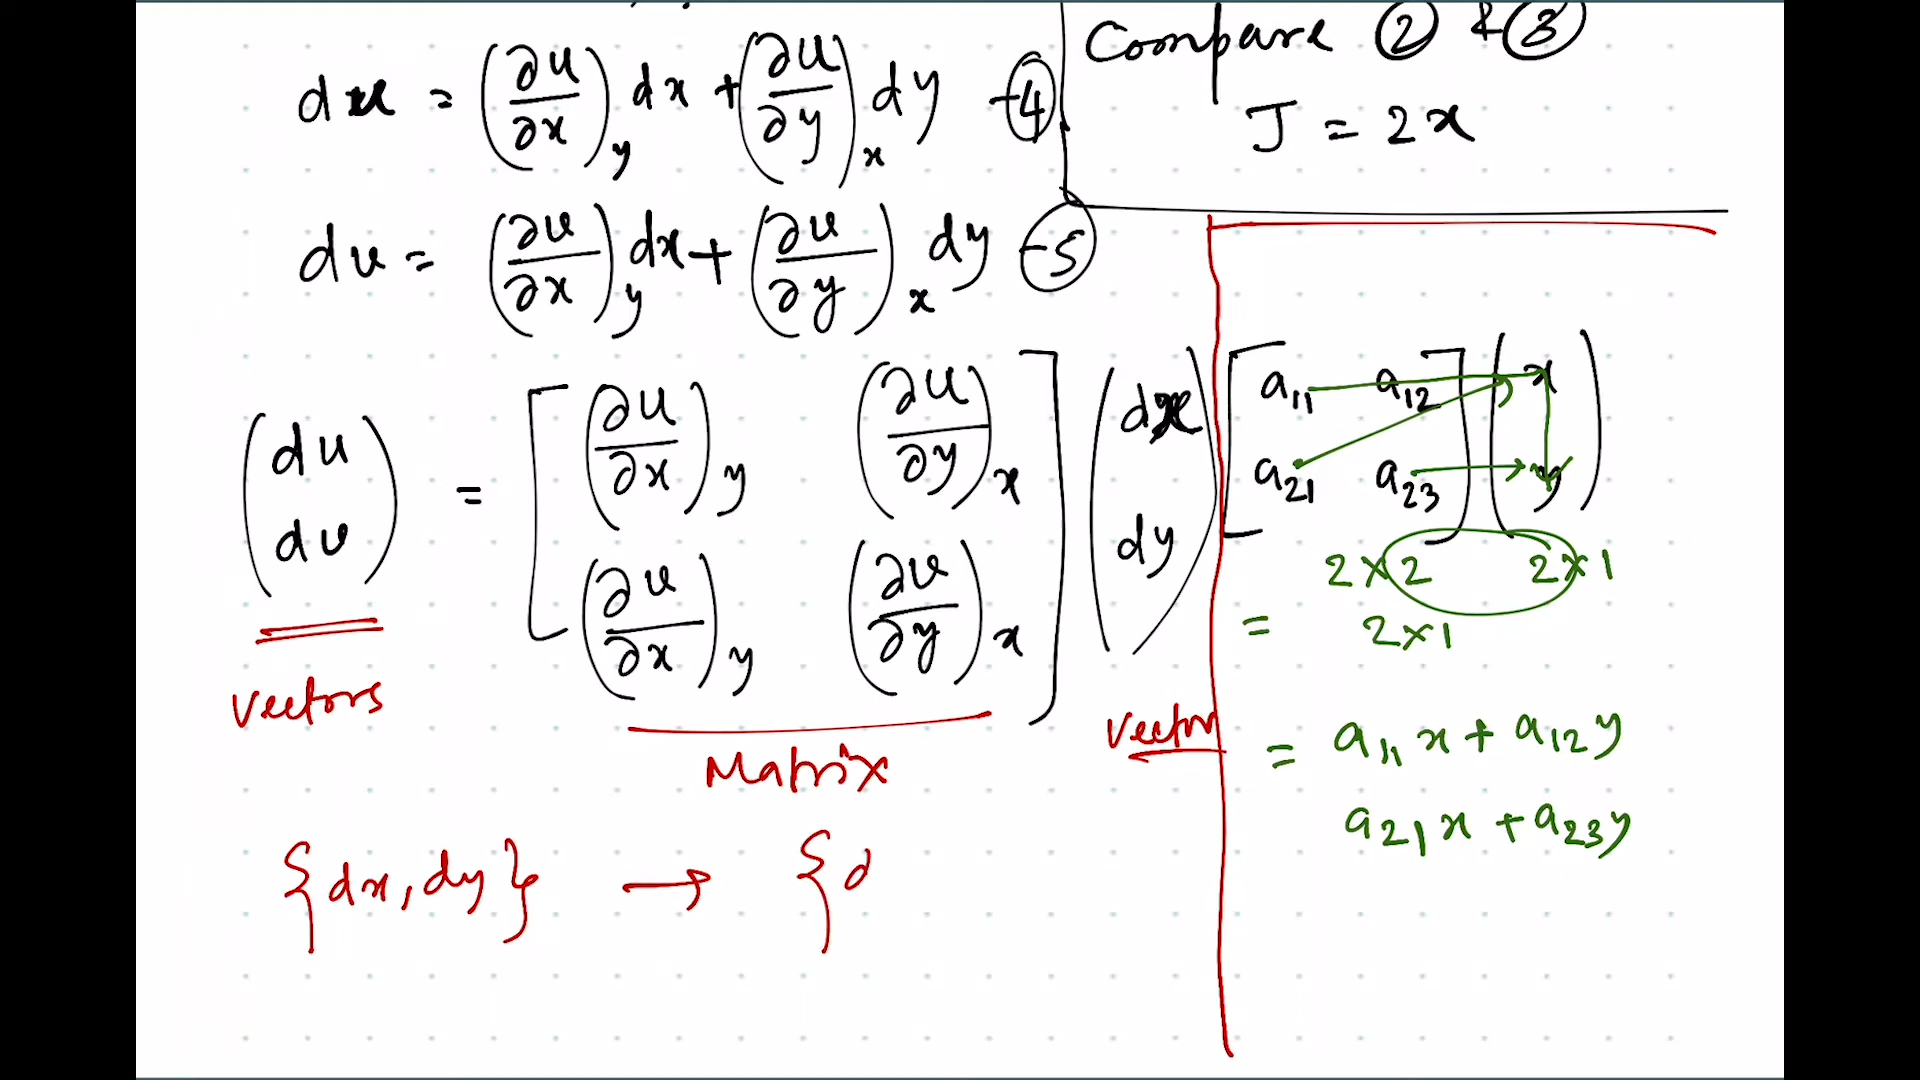 du = (∂u/∂x)_y dx + (∂u/∂y)_x dy -④
dv = (∂v/∂x)_y dx + (∂v/∂y)_x dy -⑤
(du dv) = [(∂u/∂x)_y (∂u/∂y)_x (∂v/∂x)_y (∂v/∂y)_x] (dx dy)
vectors
Matrix
vector
{dx, dy} → {d
Compare ② & ③
J = 2x
[a₁₁ a₁₂
a₂₁ a₂₃] (x y)
2×2 2×1
= 2×1
= a₁₁x + a₁₂y
a₂₁x + a₂₃y